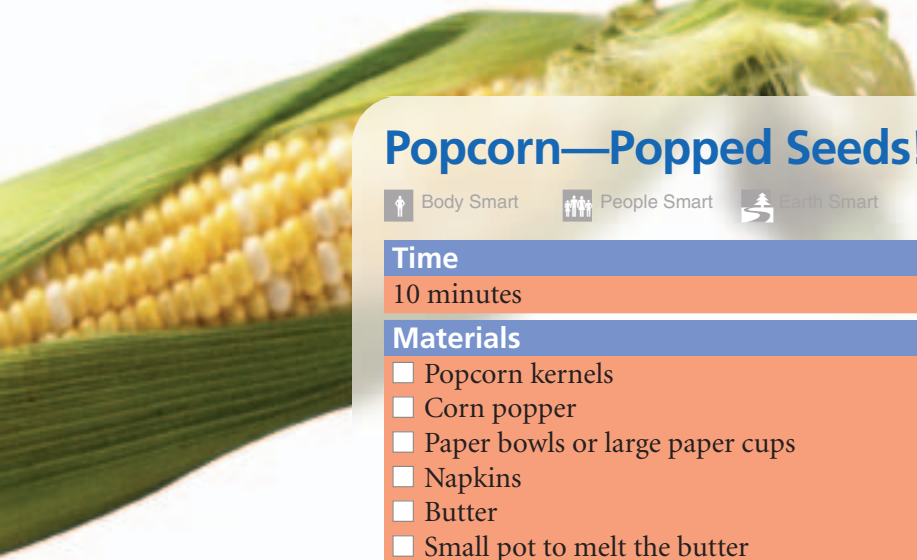 Popcorn—Popped Seeds!
Body Smart People Smart Earth Smart
Time
10 minutes
Materials
Popcorn kernels
Corn popper
Paper bowls or large paper cups
Napkins
Butter
Small pot to melt the butter